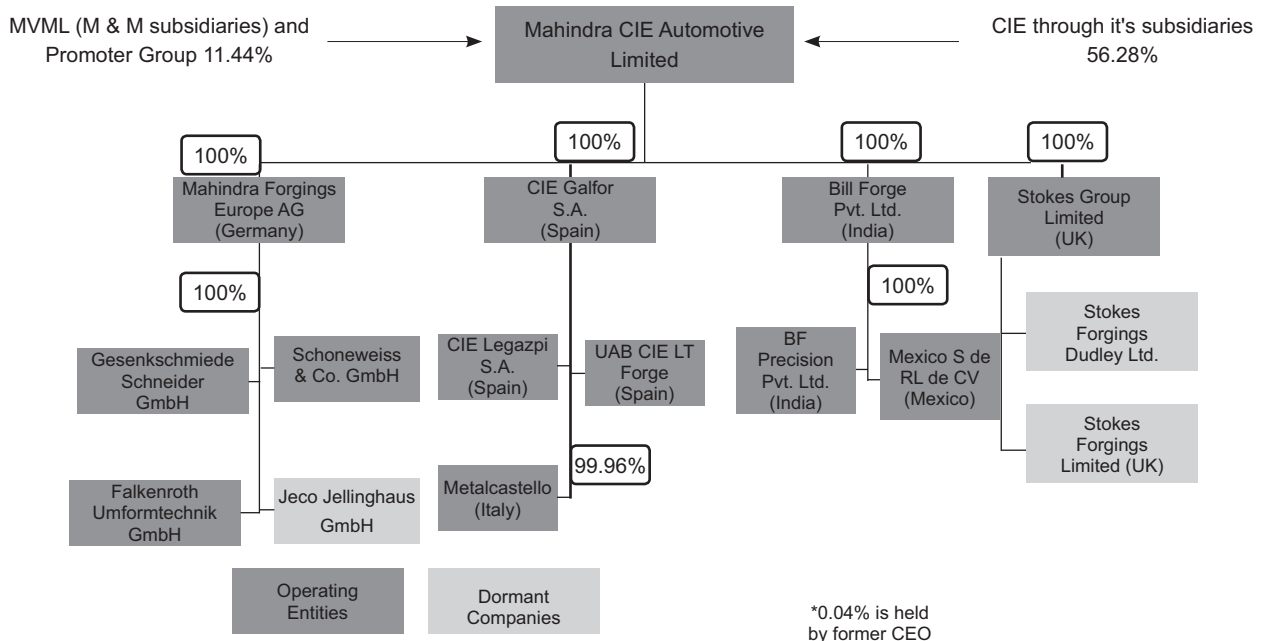 MVML (M & M subsidiaries) and
Promoter Group 11.44%
Mahindra CIE Automotive
Limited
CIE through it's subsidiaries
56.28%
100%
100%
100%
100%
Mahindra Forgings
Europe AG
(Germany)
CIE Galfor
S.A.
(Spain)
Bill Forge
Pvt. Ltd.
(India)
Stokes Group
Limited
(UK)
100%
100%
Gesenkschmiede
Schneider
GmbH
Schoneweiss
& Co. GmbH
CIE Legazpi
S.A.
(Spain)
UAB CIE LT
Forge
(Spain)
BF
Precision
Pvt. Ltd.
(India)
Mexico S de
RL de CV
(Mexico)
Stokes
Forgings
Dudley Ltd.
Falkenroth
Umformtechnik
GmbH
Jeco Jellinghaus
GmbH
99.96%
Metalcastello
(Italy)
Stokes
Forgings
Limited (UK)
Operating
Entities
Dormant
Companies
*0.04% is held
by former CEO